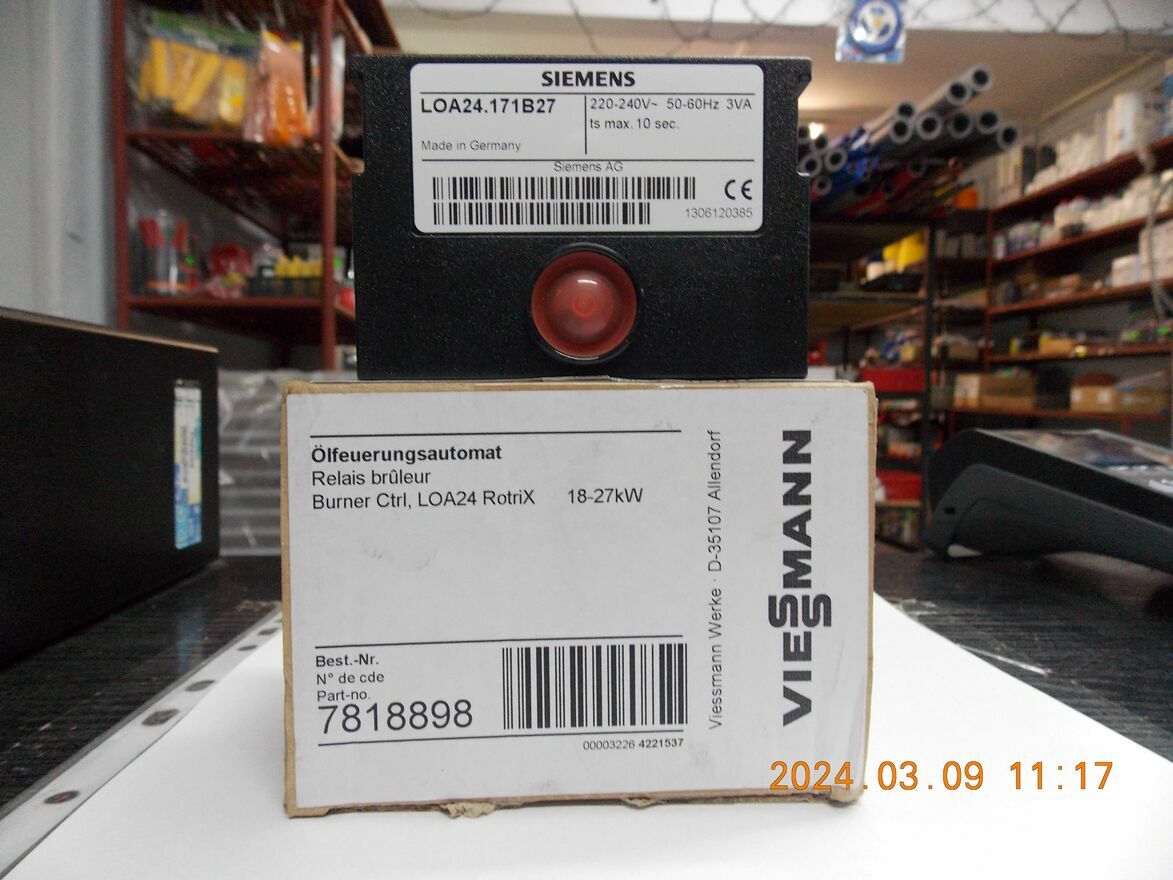 SIEMENS
LOA24.171B27
220-240V~ 50-60Hz 3VA
ts max. 10 sec.
Made in Germany
Siemens AG
CE
1306120385
Ölfeuerungsautomat
Relais brûleur
Burner Ctrl, LOA24 RotriX 18-27kW
Best.-Nr.
N° de cde
Part-no.
7818898
00003226 4221537
Viessmann Werke · D-35107 Allendorf
VIESSMANN
2024.03.09 11:17